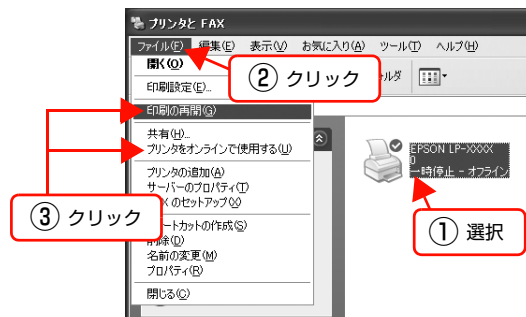 プリンタと FAX
ファイル(F) 編集(E) 表示(V) お気に入り(A) ツール(T) ヘルプ(H)
開く(O)
② クリック
ルダ
印刷設定(E)...
印刷の再開(G)
共有(H)...
プリンタをオンラインで使用する(U)
EPSON LP-XXXX
0
一時停止 - オフライン
プリンタの追加(A)
サーバーのプロパティ(T)
のセットアップ(X)
③ クリック
① 選択
ートカットの作成(S)
削除(D)
名前の変更(M)
プロパティ(R)
閉じる(C)